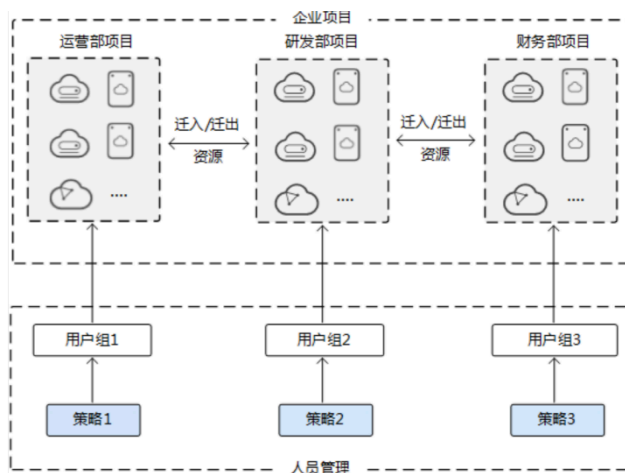 企业项目
运营部项目
研发部项目
财务部项目
迁入/迁出
资源
迁入/迁出
资源
....
....
....
用户组1
用户组2
用户组3
策略1
策略2
策略3
人员管理